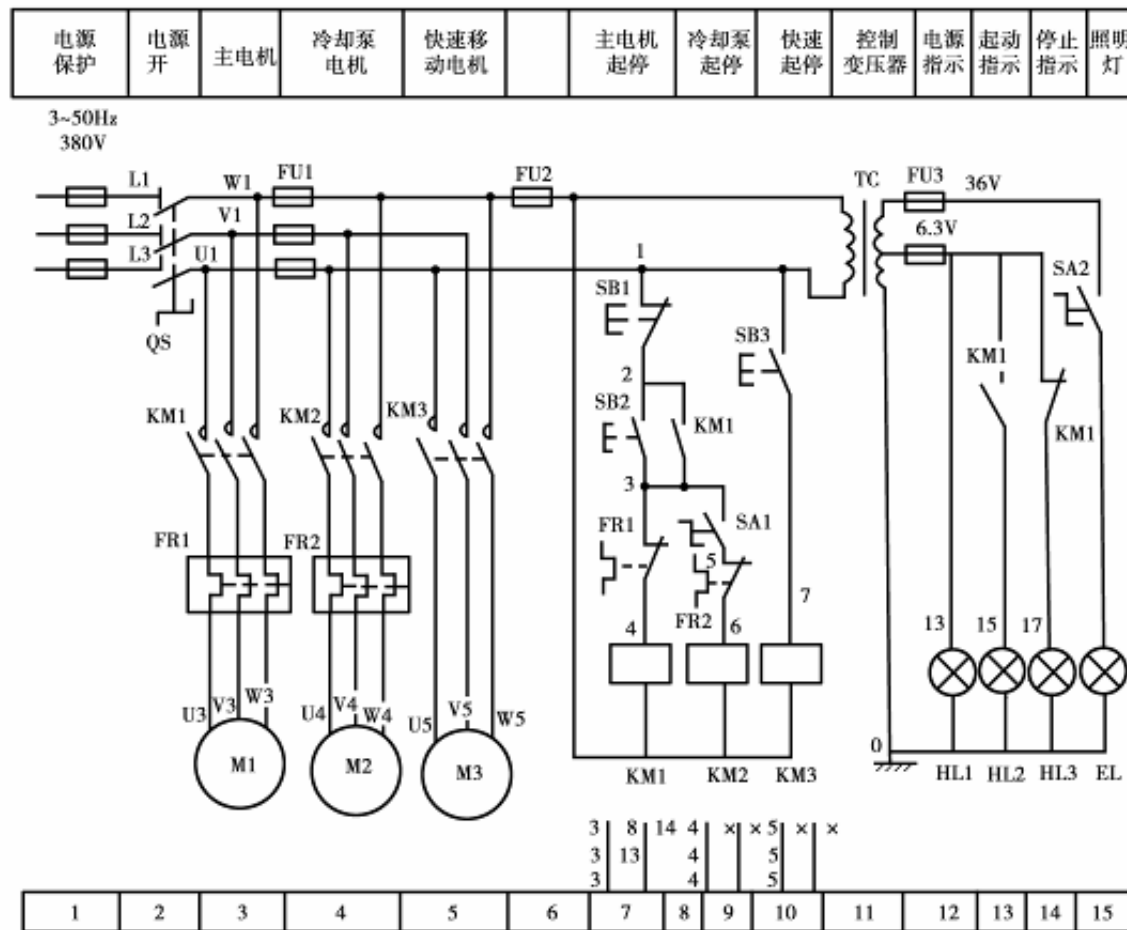 电源
保护
电源
开
主电机
冷却泵
电机
快速移
动电机
主电机
起停
冷却泵
起停
快速
起停
控制
变压器
电源
指示
起动
指示
停止
指示
照明
灯
3~50Hz
380V
L1
W1
FU1
FU2
TC
FU3
36V
L2
V1
6.3V
L3
U1
1
SA2
SB1
QS
SB3
KM1
2
KM1
KM2
KM3
SB2
KM1
KM1
3
FR1
SA1
FR1
FR2
5
7
FR2
4
6
13
15
17
U3
V3
W3
U4
V4
W4
U5
V5
W5
0
M1
M2
M3
KM1
KM2
KM3
HL1
HL2
HL3
EL
3 8 14 4 × × 5 × ×
3 13 4 5
3 4 5
1 2 3 4 5 6 7 8 9 10 11 12 13 14 15